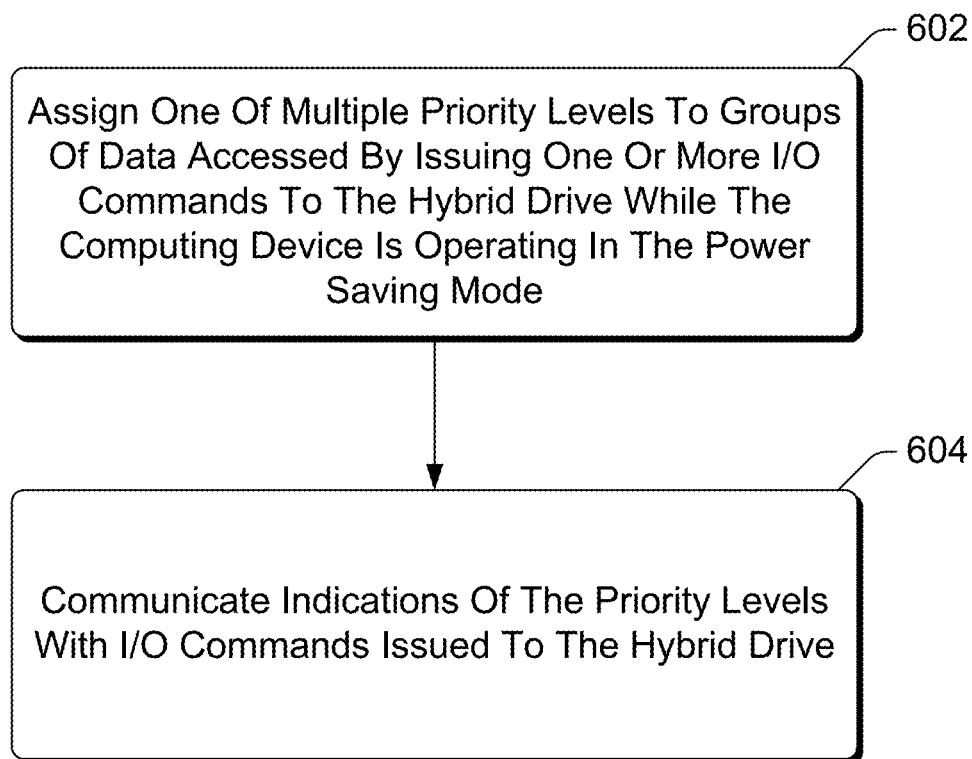 602
Assign One Of Multiple Priority Levels To Groups
Of Data Accessed By Issuing One Or More I/O
Commands To The Hybrid Drive While The
Computing Device Is Operating In The Power
Saving Mode
604
Communicate Indications Of The Priority Levels
With I/O Commands Issued To The Hybrid Drive